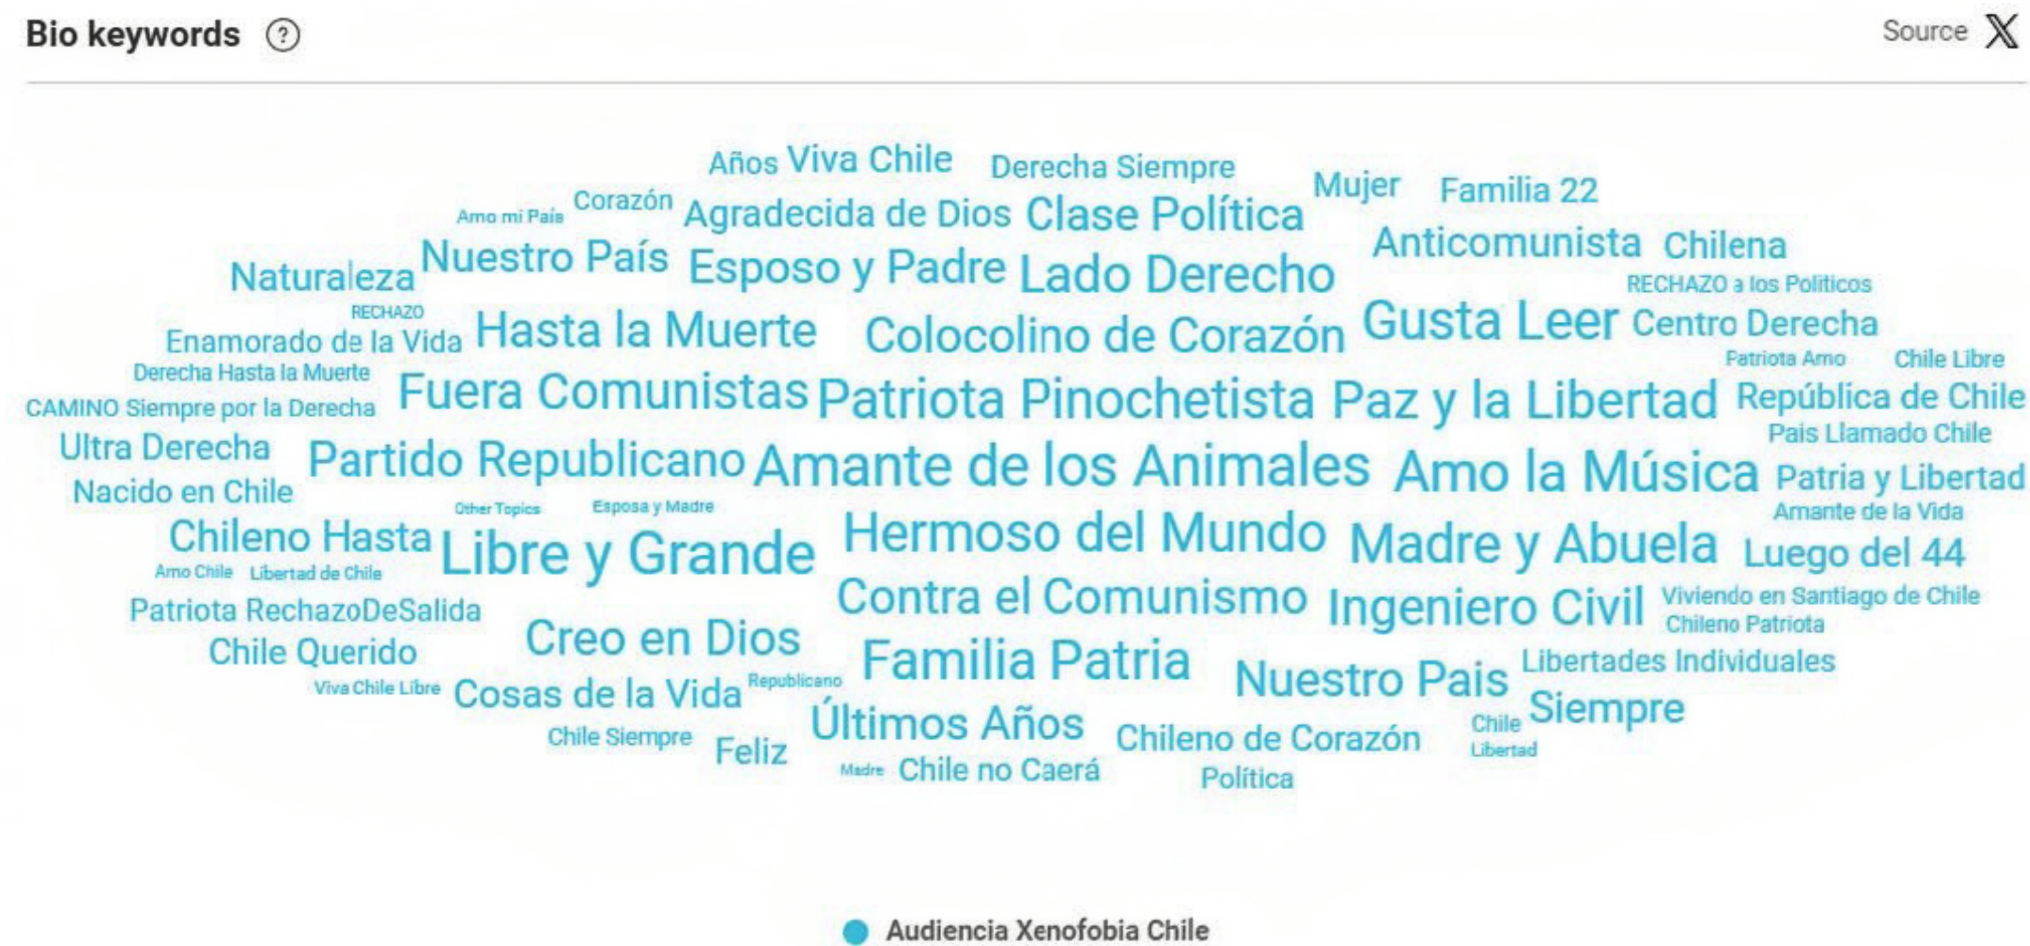 Bio keywords ?
Source X
Años Viva Chile Derecha Siempre Mujer Familia 22
Amo mi País Corazón Agradecida de Dios Clase Política
Naturaleza Nuestro País Esposo y Padre Lado Derecho Anticomunista Chilena
RECHAZO a los Politicos
RECHAZO
Enamorado de la Vida Hasta la Muerte Colocolino de Corazón Gusta Leer Centro Derecha
Patriota Amo Chile Libre
Derecha Hasta la Muerte
CAMINO Siempre por la Derecha Fuera Comunistas Patriota Pinochetista Paz y la Libertad República de Chile
Pais Llamado Chile
Ultra Derecha Partido Republicano Amante de los Animales Amo la Música Patria y Libertad
Nacido en Chile
Other Topics Esposa y Madre Amante de la Vida
Chileno Hasta Libre y Grande Hermoso del Mundo Madre y Abuela Luego del 44
Amo Chile Libertad de Chile
Patriota RechazoDeSalida Contra el Comunismo Ingeniero Civil Viviendo en Santiago de Chile
Chileno Patriota
Chile Querido Creo en Dios Familia Patria Nuestro Pais Libertades Individuales
Viva Chile Libre Cosas de la Vida Republicano Siempre
Chile Siempre Feliz Últimos Años Chileno de Corazón Chile
Libertad
Madre Chile no Caerá Política
Audiencia Xenofobia Chile